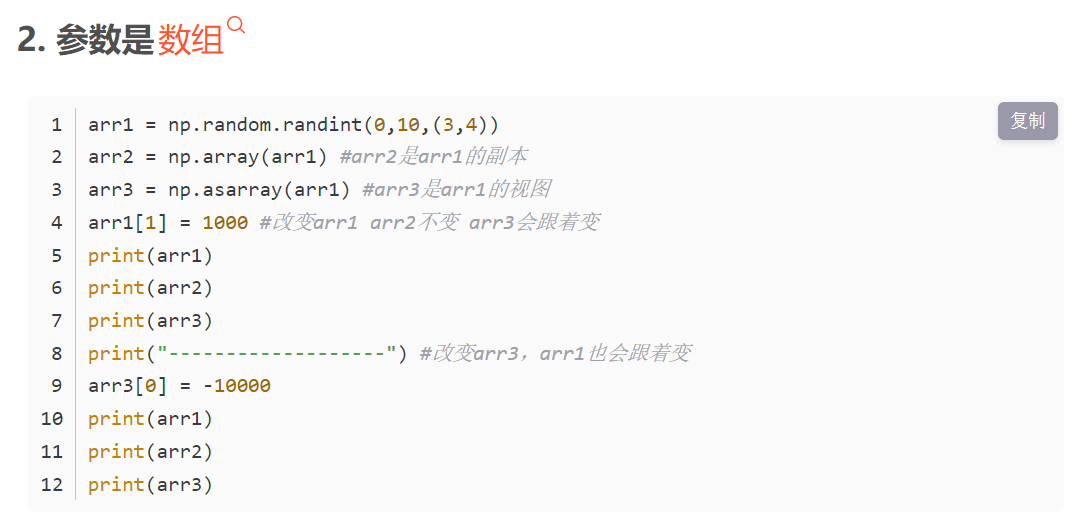 2. 参数是数组
复制
1 arr1 = np.random.randint(0,10,(3,4))
2 arr2 = np.array(arr1) #arr2是arr1的副本
3 arr3 = np.asarray(arr1) #arr3是arr1的视图
4 arr1[1] = 1000 #改变arr1 arr2不变 arr3会跟着变
5 print(arr1)
6 print(arr2)
7 print(arr3)
8 print("-------------------") #改变arr3，arr1也会跟着变
9 arr3[0] = -10000
10 print(arr1)
11 print(arr2)
12 print(arr3)